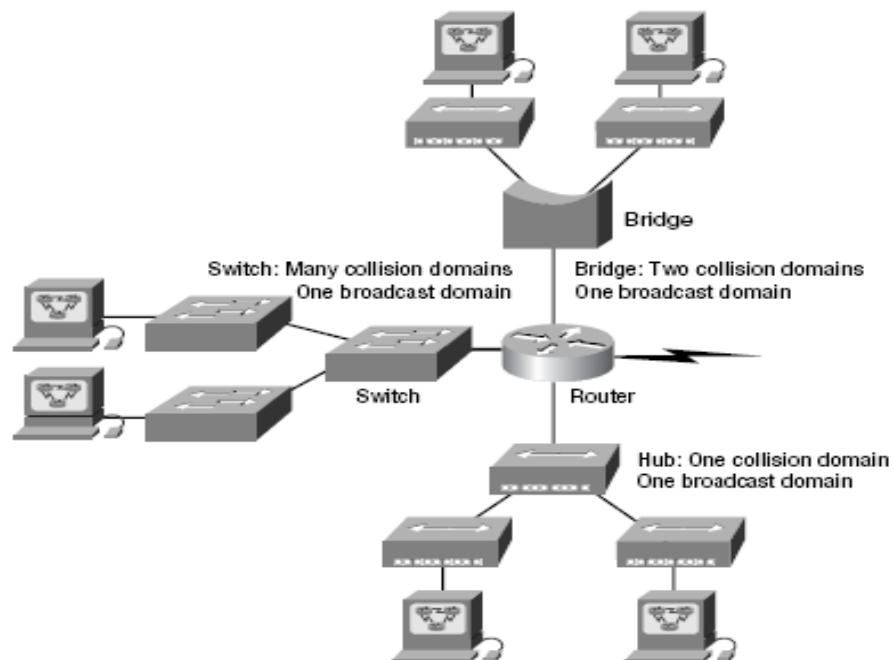 Bridge
Switch: Many collision domains
One broadcast domain
Bridge: Two collision domains
One broadcast domain
Switch
Router
Hub: One collision domain
One broadcast domain